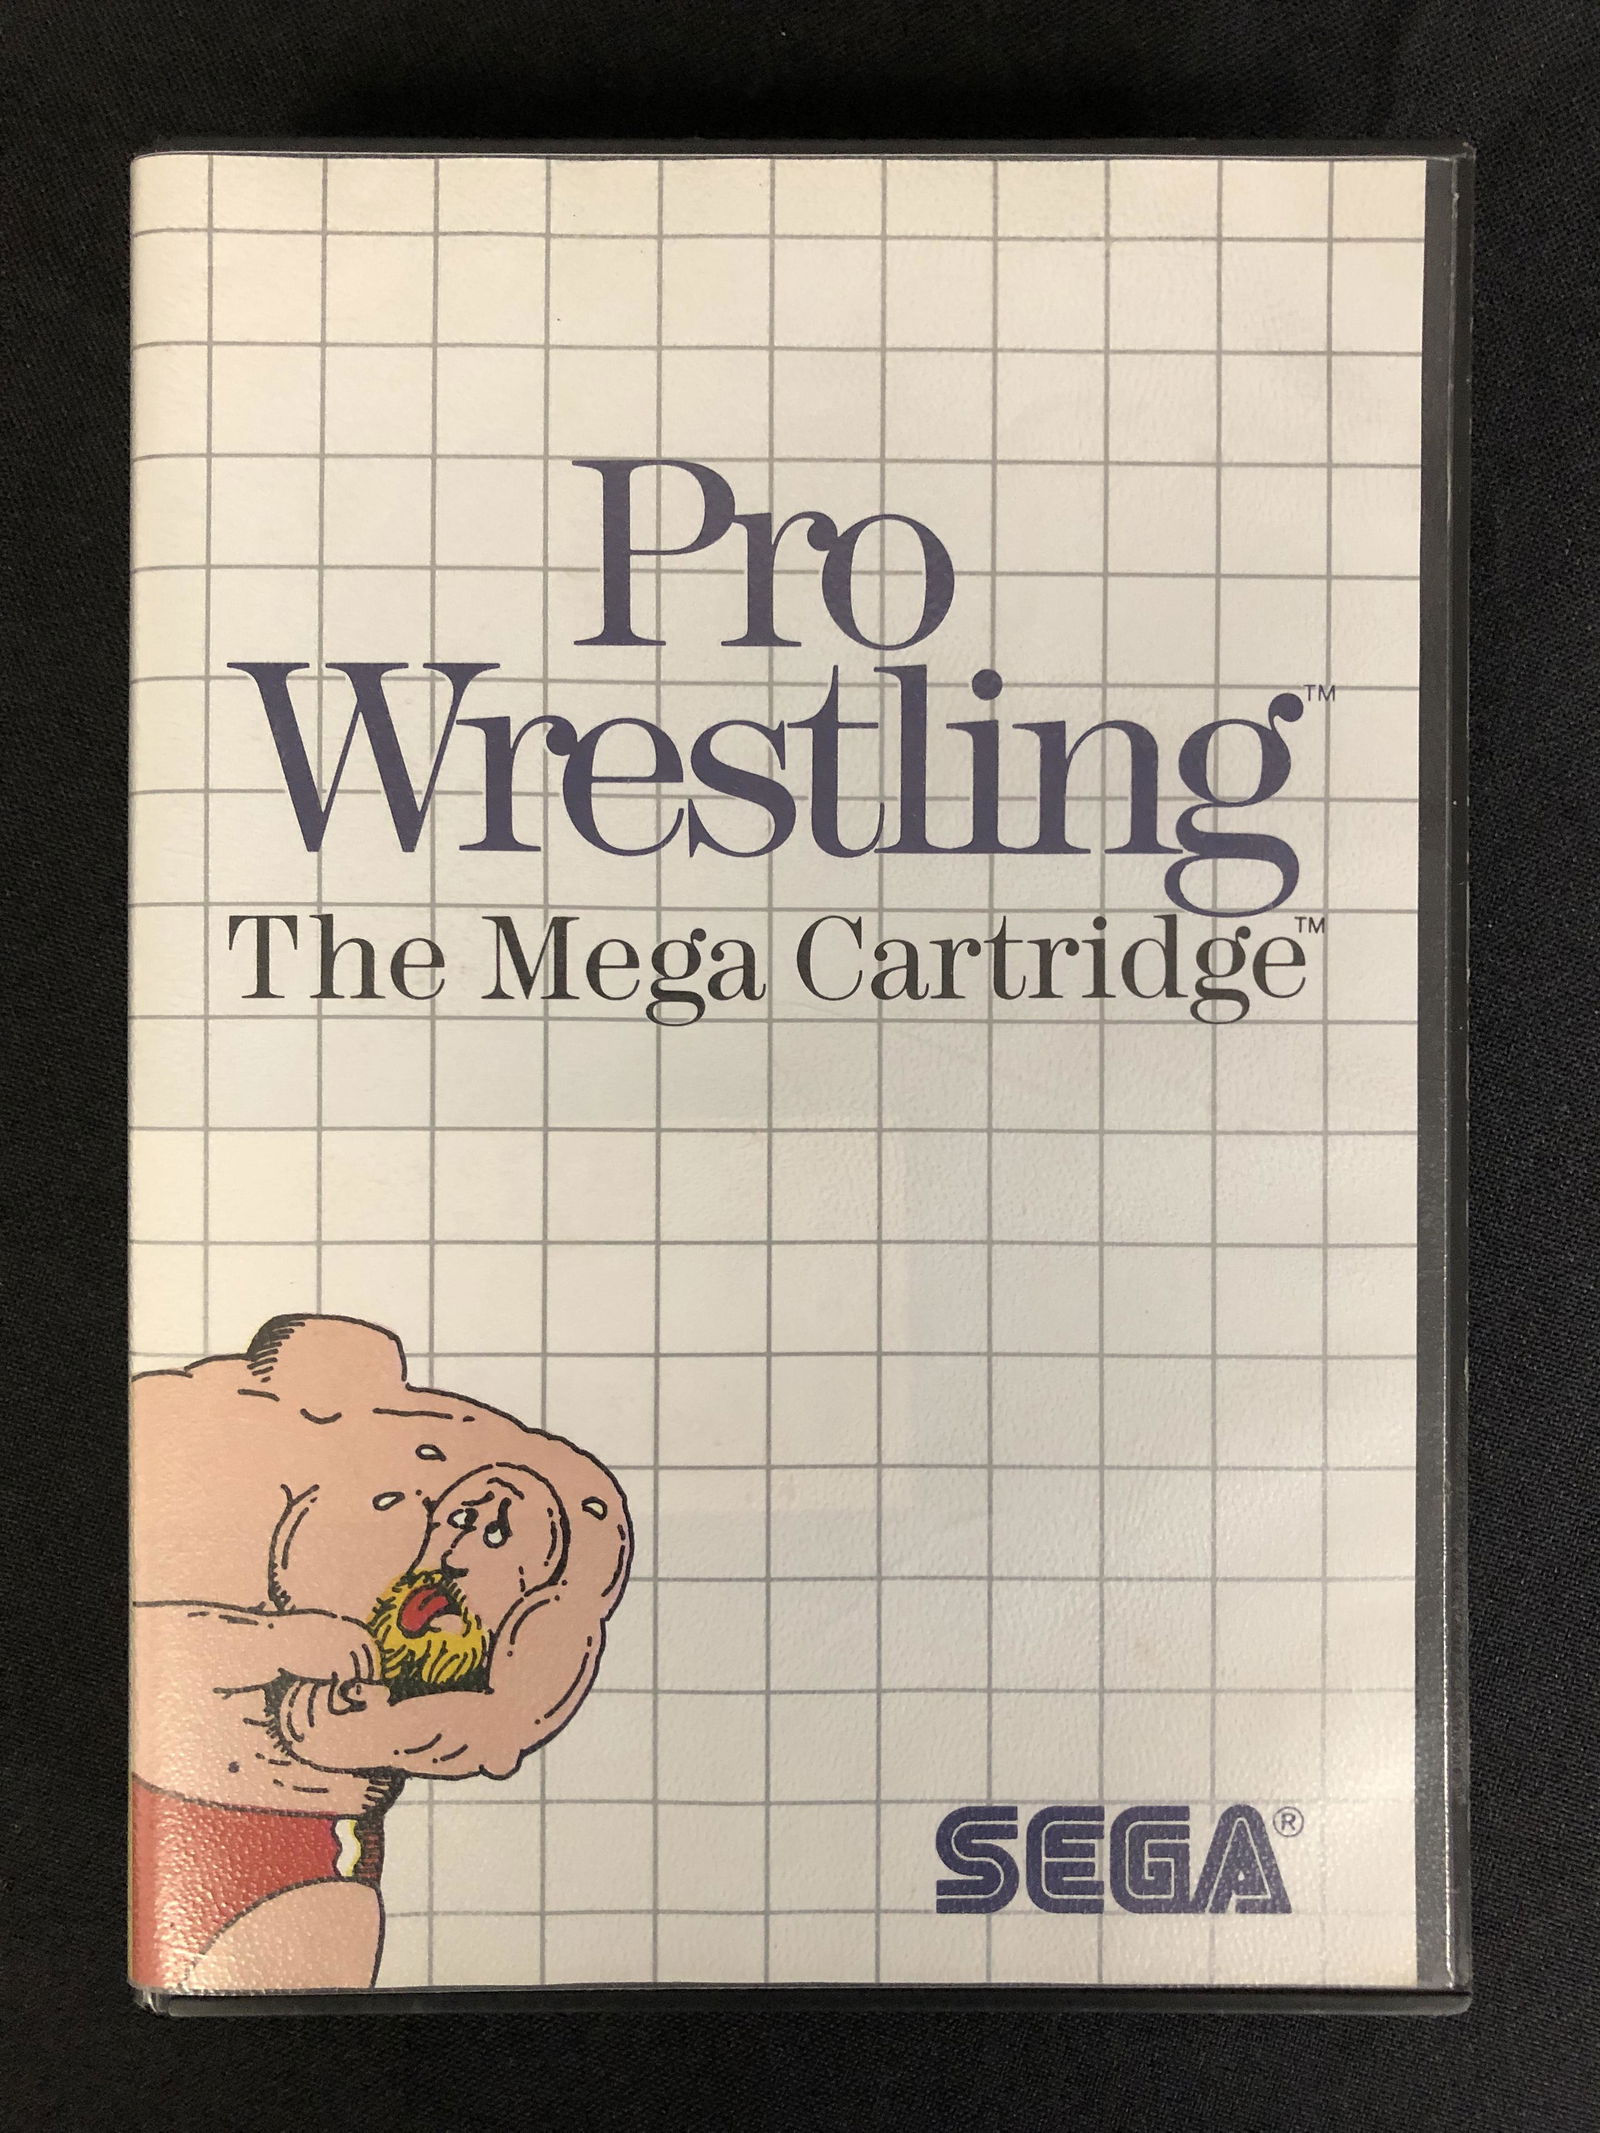 Pro
Wrestling™
The Mega Cartridge™
SEGA®